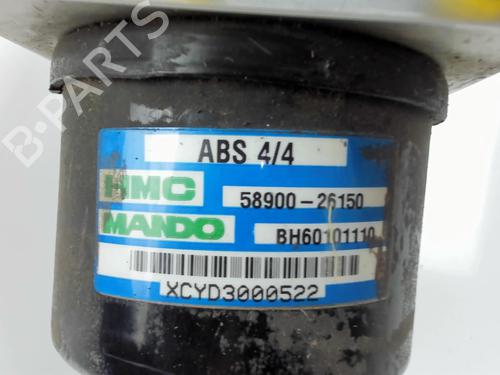 ABS 4/4
HMC 58900-26150
MANDO BH60101110
XCYD3000522
B-PARTS